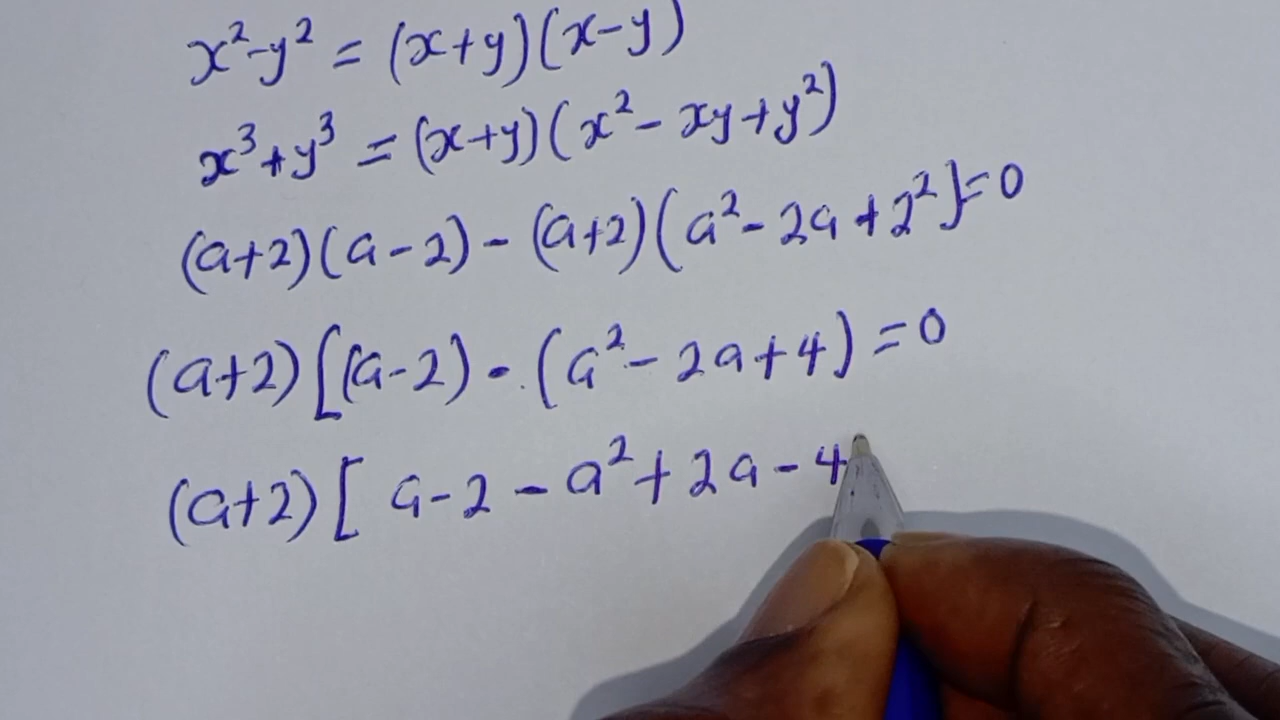 x²-y² = (x+y)(x-y)
x³+y³ = (x+y)(x²- xy+y²)
(a+2)(a-2) - (a+2)(a²-2a+2²)=0
(a+2)[(a-2) - (a²-2a+4) = 0
(a+2)[ a-2 - a²+2a-4